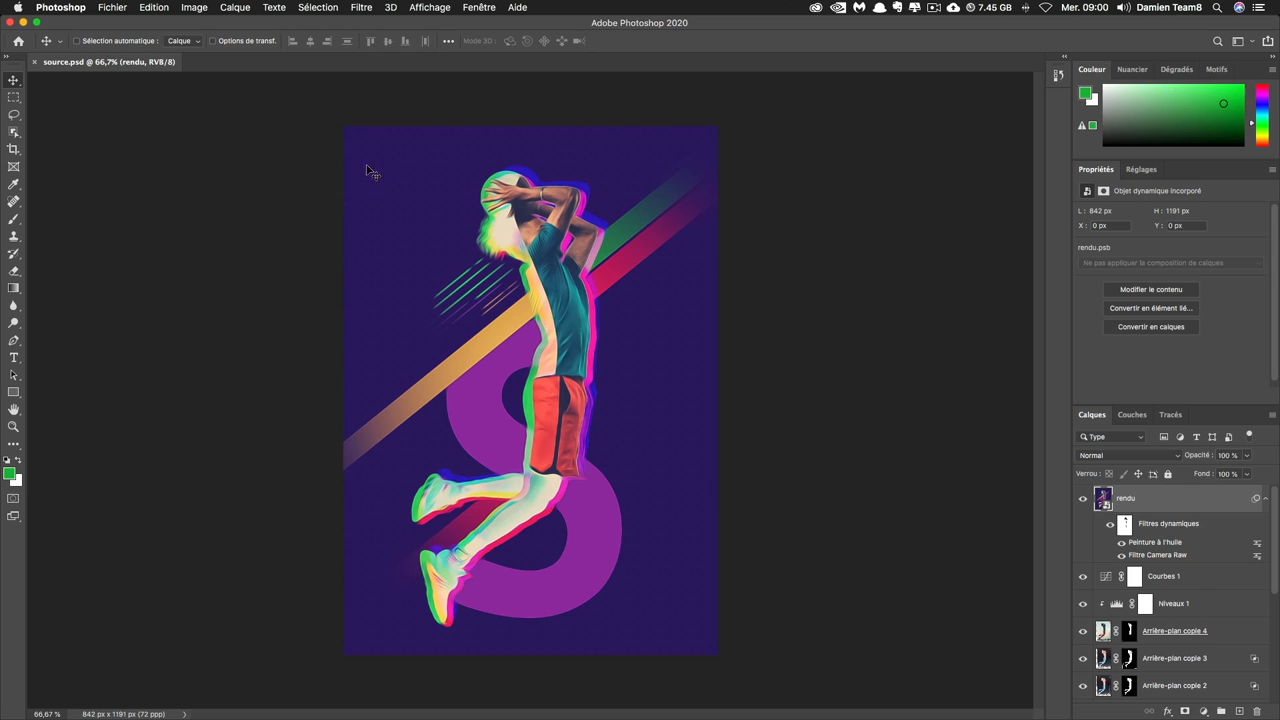 Photoshop Fichier Edition Image Calque Texte Sélection Filtre 3D Affichage Fenêtre Aide 7.45 GB Mer. 09:00 Damien Team8
Adobe Photoshop 2020
Sélection automatique : Calque Options de transf. Mode 3D :
source.psd @ 66,7% (rendu, RVB/8)
Couleur Nuancier Dégradés Motifs
Propriétés Réglages
Objet dynamique incorporé
L : 842 px H : 1191 px
X : 0 px Y : 0 px
rendu.psb
Ne pas appliquer la composition de calques
Modifier le contenu
Convertir en élément lié...
Convertir en calques
Calques Couches Tracés
Type
Normal Opacité : 100 %
Verrou : Fond : 100 %
rendu
Filtres dynamiques
Peinture à l'huile
Filtre Camera Raw
Courbes 1
Niveaux 1
Arrière-plan copie 4
Arrière-plan copie 3
Arrière-plan copie 2
66,67 % 842 px x 1191 px (72 ppp)